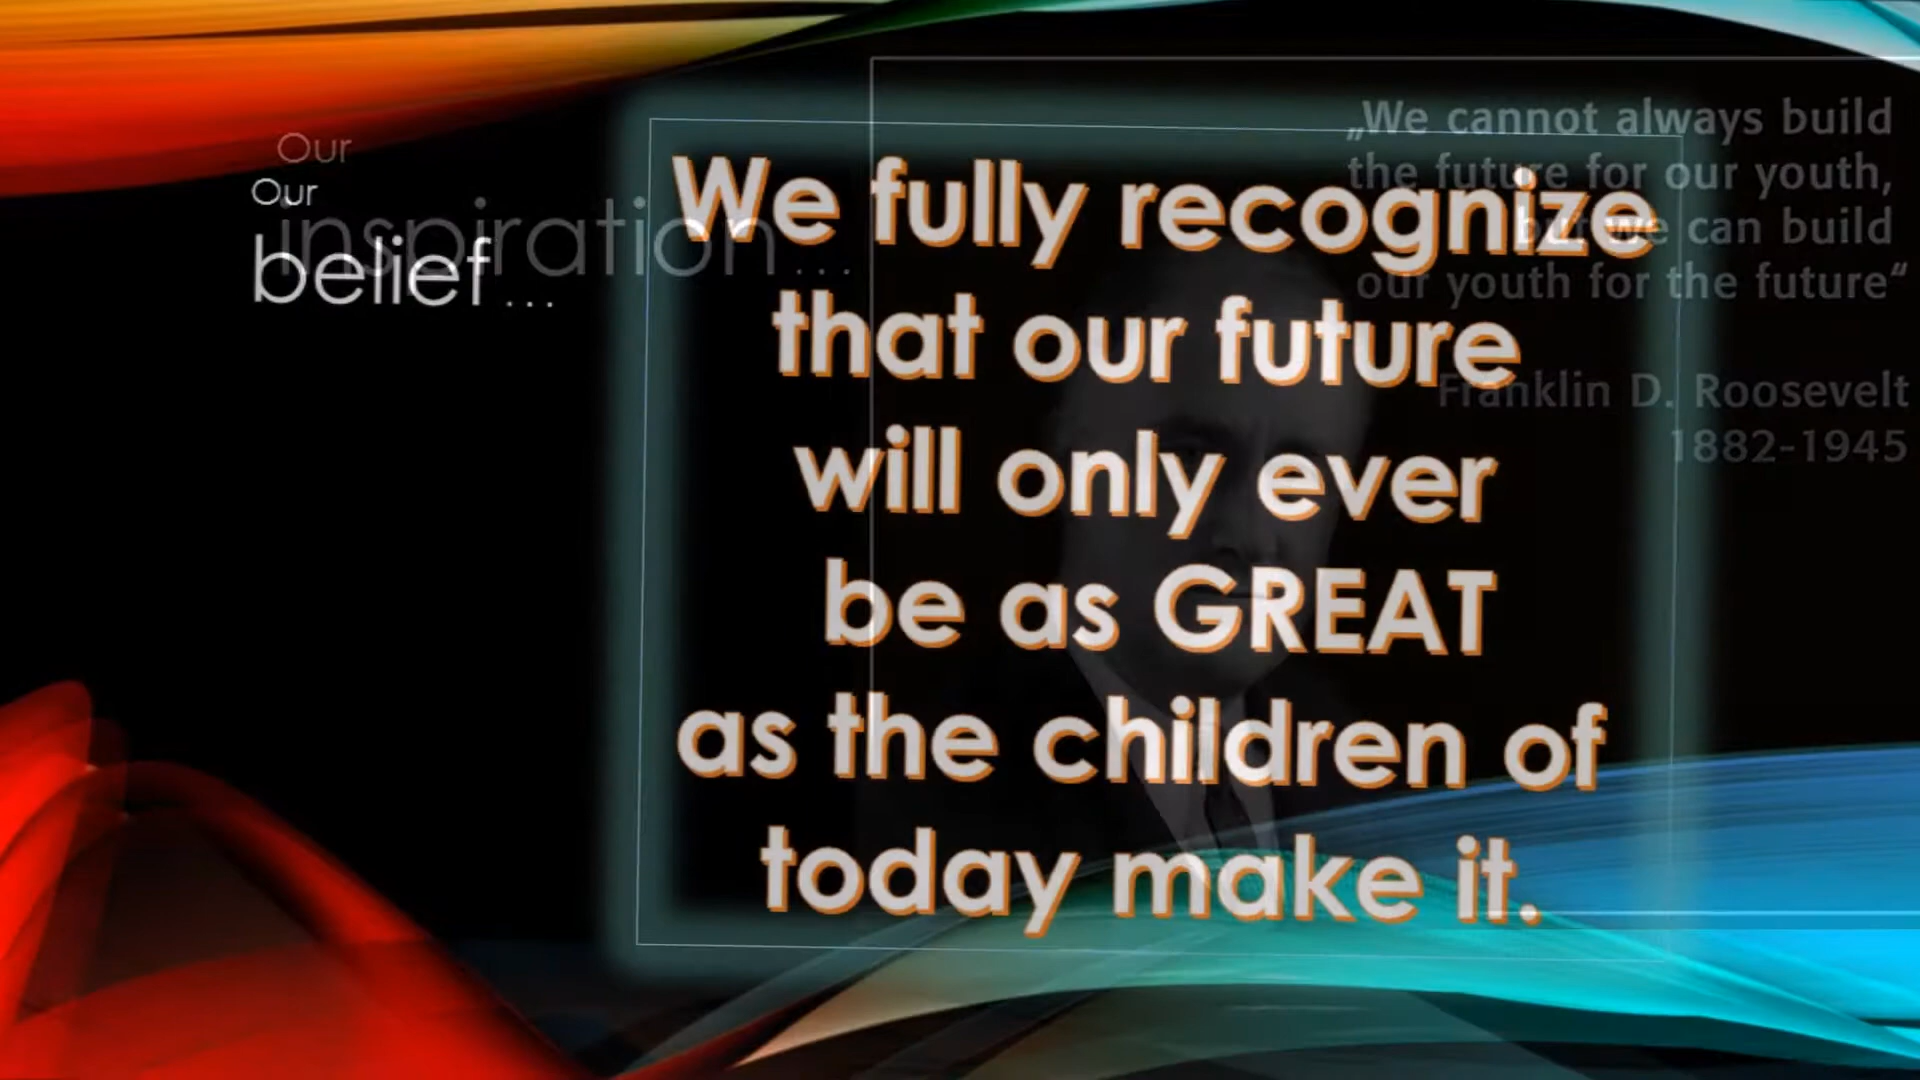 Our
inspiration...
Our
belief...
We fully recognize
that our future
will only ever
be as GREAT
as the children of
today make it.
„We cannot always build
the future for our youth,
but we can build
our youth for the future“
Franklin D. Roosevelt
1882-1945